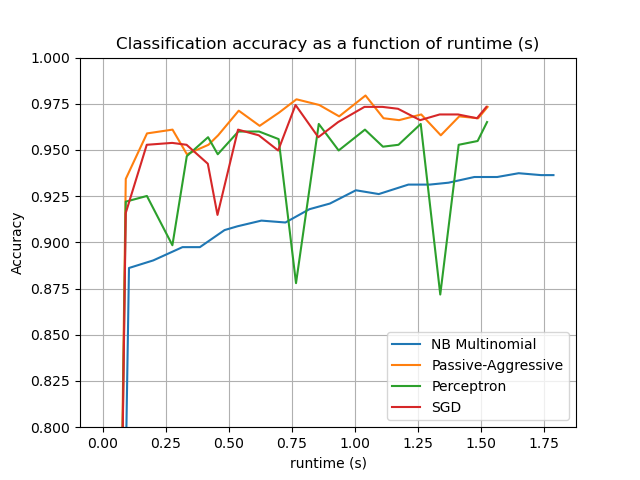 Classification accuracy as a function of runtime (s)
1.000
0.975
0.950
0.925
0.900
0.875
0.850
0.825
0.800
Accuracy
NB Multinomial
Passive-Aggressive
Perceptron
SGD
0.00 0.25 0.50 0.75 1.00 1.25 1.50 1.75
runtime (s)